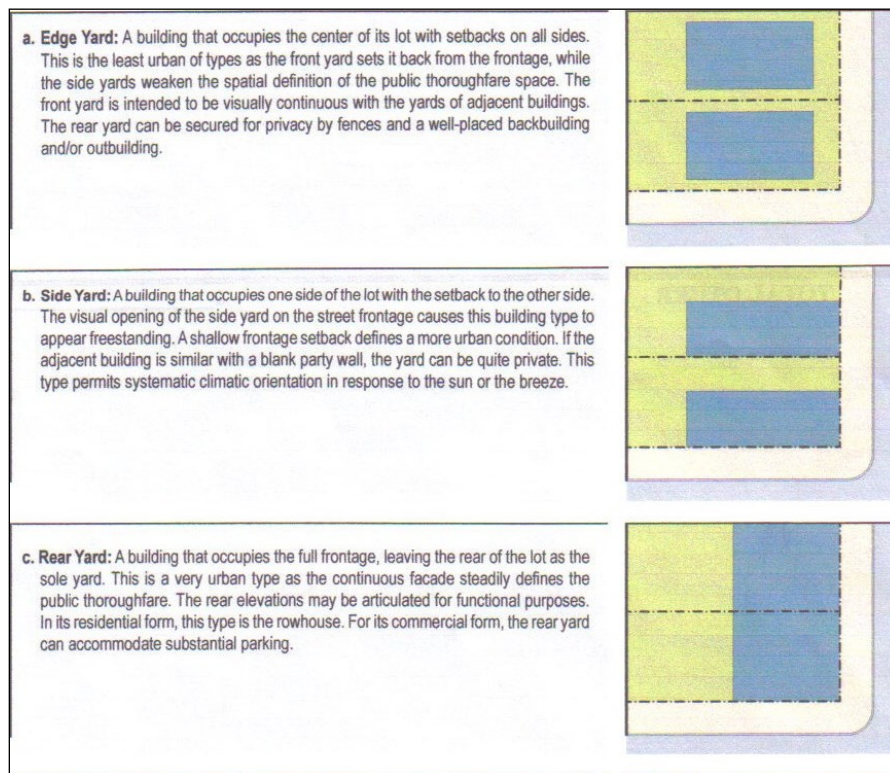 a. Edge Yard: A building that occupies the center of its lot with setbacks on all sides.
This is the least urban of types as the front yard sets it back from the frontage, while
the side yards weaken the spatial definition of the public thoroughfare space. The
front yard is intended to be visually continuous with the yards of adjacent buildings.
The rear yard can be secured for privacy by fences and a well-placed backbuilding
and/or outbuilding.
b. Side Yard: A building that occupies one side of the lot with the setback to the other side.
The visual opening of the side yard on the street frontage causes this building type to
appear freestanding. A shallow frontage setback defines a more urban condition. If the
adjacent building is similar with a blank party wall, the yard can be quite private. This
type permits systematic climatic orientation in response to the sun or the breeze.
c. Rear Yard: A building that occupies the full frontage, leaving the rear of the lot as the
sole yard. This is a very urban type as the continuous facade steadily defines the
public thoroughfare. The rear elevations may be articulated for functional purposes.
In its residential form, this type is the rowhouse. For its commercial form, the rear yard
can accommodate substantial parking.